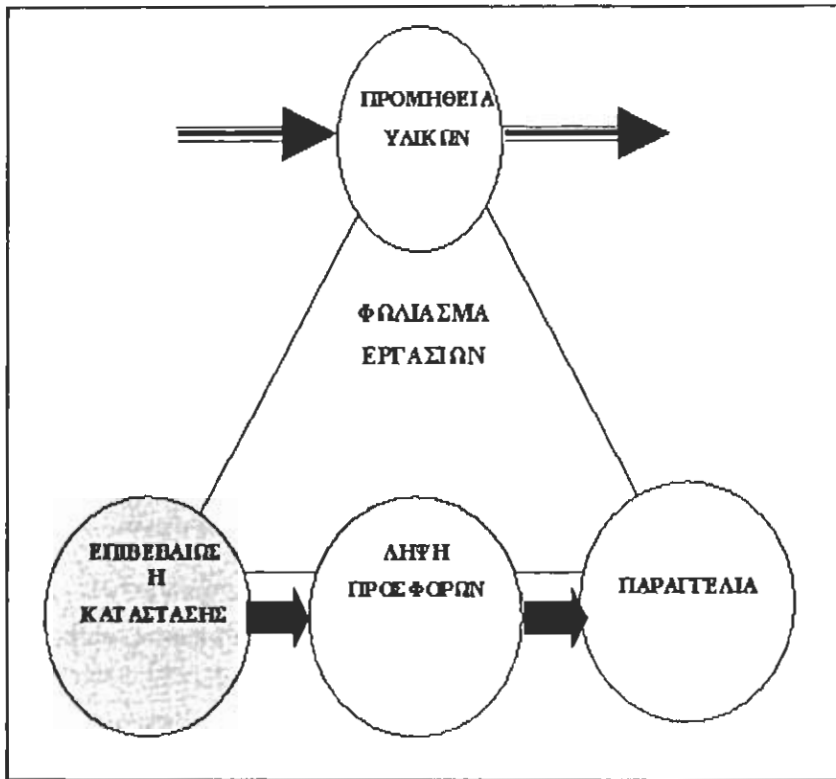 ΠΡΟΜΗΘΕΙΑ
ΥΛΙΚΩΝ
ΦΩΛΙΑΣΜΑ
ΕΡΓΑΣΙΩΝ
ΕΠΙΒΕΒΑΙΩΣ
Η
ΚΑΤΑΣΤΑΣΗΣ
ΛΗΨΗ
ΠΡΟΣΦΟΡΩΝ
ΠΑΡΑΓΓΕΛΙΑ